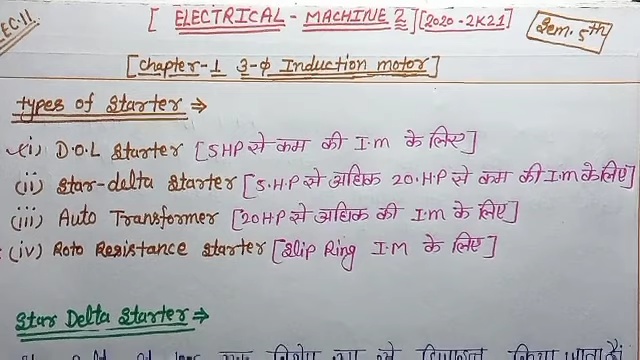 LEC.11
[ ELECTRICAL - MACHINE 2 ] [2020-2K21]
Sem. 5th
[Chapter-1 3-Φ Induction motor]
Types of Starter ⇒
(i) D.O.L Starter [5HP से कम की I.M के लिए]
(ii) Star-delta Starter [5.H.P से अधिक 20.H.P से कम की I.M के लिए]
(iii) Auto Transformer [20HP से अधिक की I.M के लिए]
(iv) Roto Resistance Starter [Slip Ring I.M के लिए]
Star Delta Starter ⇒
किया जाता है